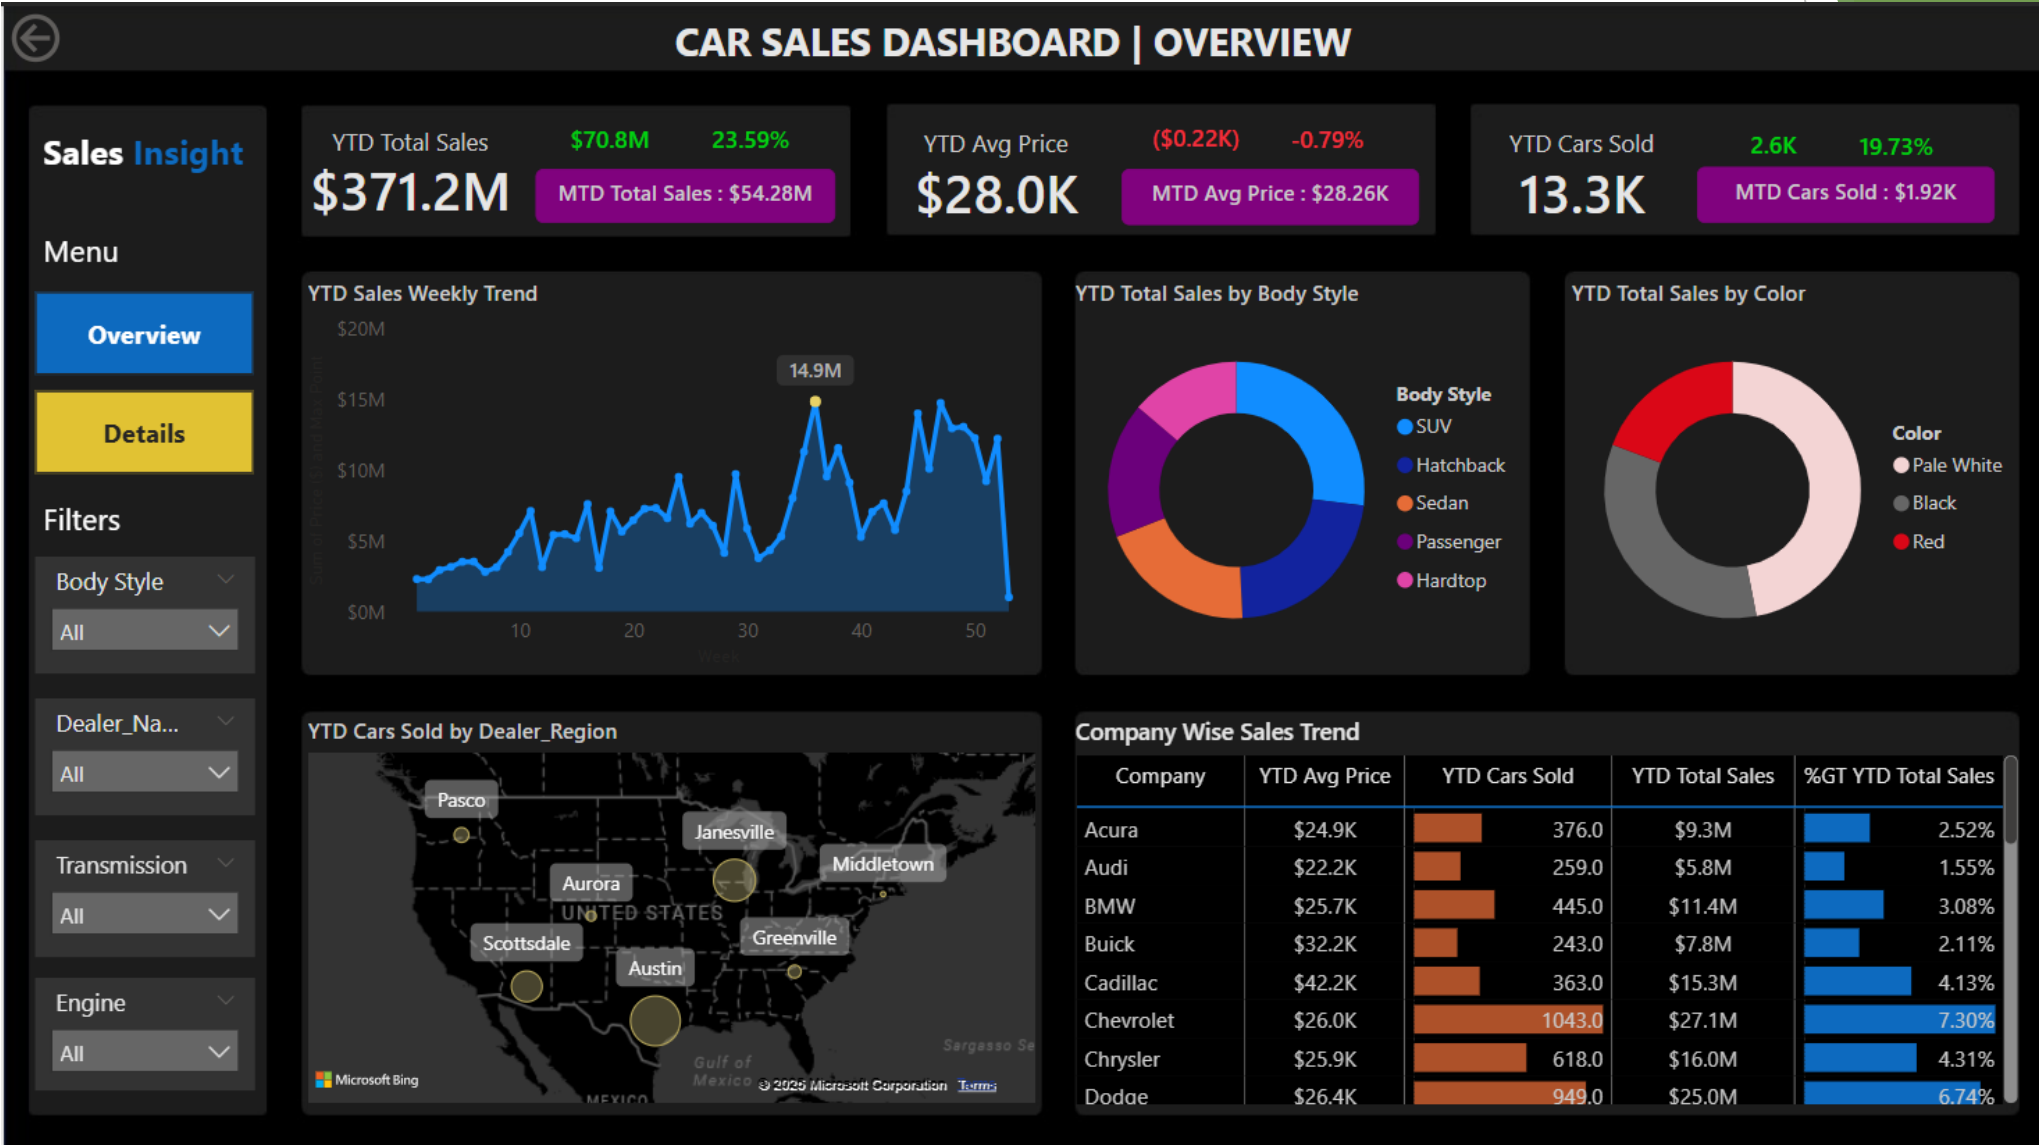 CAR SALES DASHBOARD | OVERVIEW
Sales Insight
Menu
Overview
Details
Filters
Body Style
All
Dealer_Na...
All
Transmission
All
Engine
All
YTD Total Sales
$70.8M 23.59%
$371.2M
MTD Total Sales : $54.28M
YTD Avg Price
($0.22K) -0.79%
$28.0K
MTD Avg Price : $28.26K
YTD Cars Sold
2.6K 19.73%
13.3K
MTD Cars Sold : $1.92K
YTD Sales Weekly Trend
$20M
$15M
$10M
$5M
$0M
14.9M
10 20 30 40 50
Week
YTD Total Sales by Body Style
Body Style
SUV
Hatchback
Sedan
Passenger
Hardtop
YTD Total Sales by Color
Color
Pale White
Black
Red
YTD Cars Sold by Dealer_Region
Pasco
Janesville
Middletown
Aurora
UNITED STATES
Scottsdale
Greenville
Austin
Sargasso Se
Gulf of
Mexico
MEXICO
Microsoft Bing
© 2025 Microsoft Corporation Terms
Company Wise Sales Trend
Company YTD Avg Price YTD Cars Sold YTD Total Sales %GT YTD Total Sales
Acura $24.9K 376.0 $9.3M 2.52%
Audi $22.2K 259.0 $5.8M 1.55%
BMW $25.7K 445.0 $11.4M 3.08%
Buick $32.2K 243.0 $7.8M 2.11%
Cadillac $42.2K 363.0 $15.3M 4.13%
Chevrolet $26.0K 1043.0 $27.1M 7.30%
Chrysler $25.9K 618.0 $16.0M 4.31%
Dodge $26.4K 949.0 $25.0M 6.74%